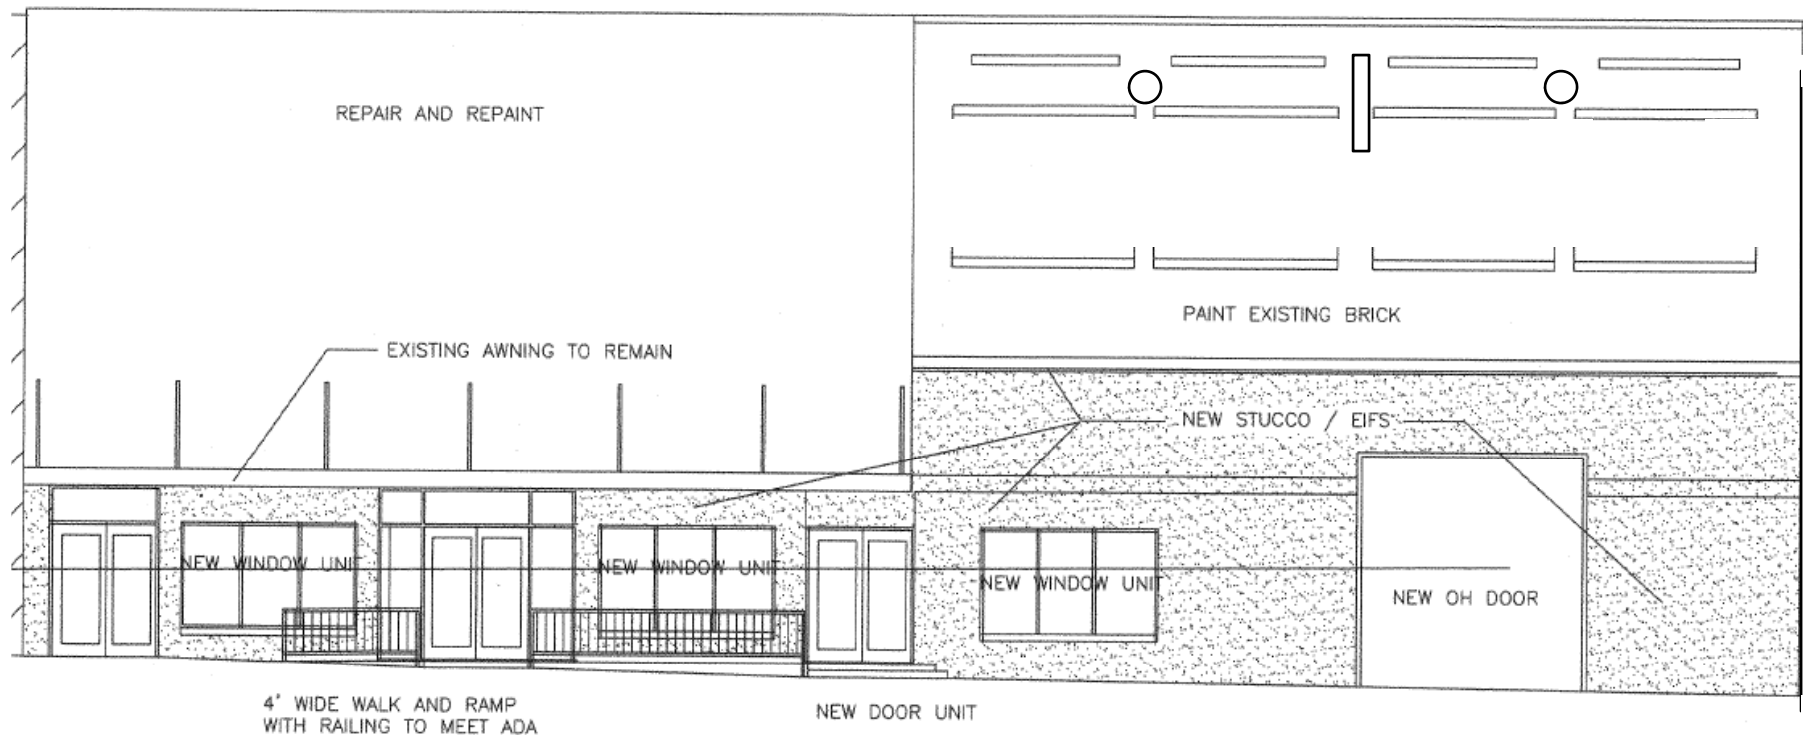 REPAIR AND REPAINT
PAINT EXISTING BRICK
EXISTING AWNING TO REMAIN
NEW STUCCO / EIFS
NEW WINDOW UNIT
NEW WINDOW UNIT
NEW WINDOW UNIT
NEW OH DOOR
4' WIDE WALK AND RAMP
WITH RAILING TO MEET ADA
NEW DOOR UNIT